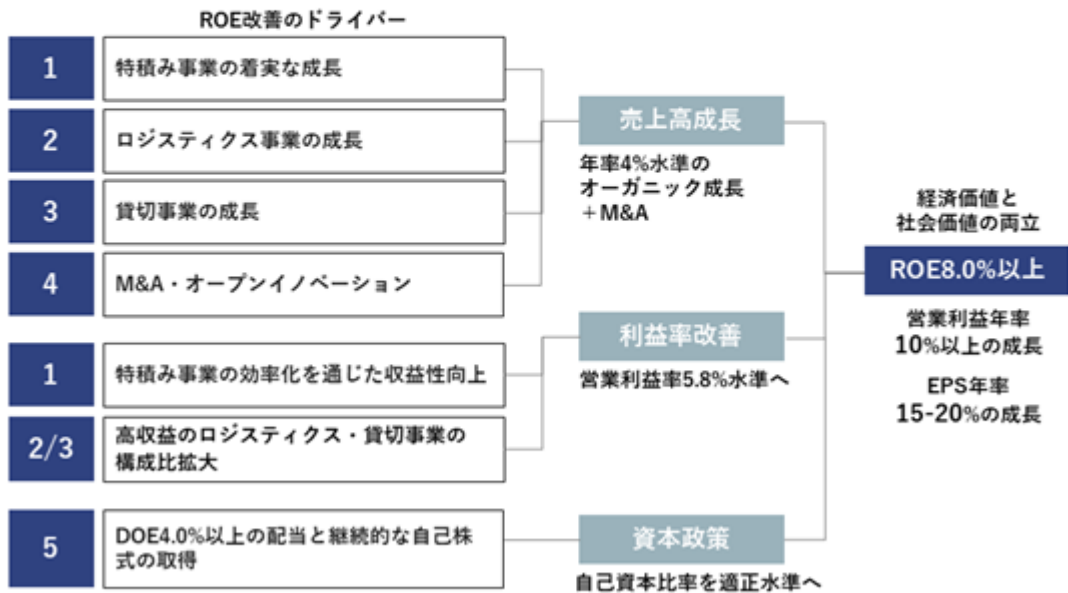 ROE改善のドライバー
1
特積み事業の着実な成長
2
ロジスティクス事業の成長
3
貸切事業の成長
4
M&A・オープンイノベーション
売上高成長
年率4%水準の
オーガニック成長
＋M&A
1
特積み事業の効率化を通じた収益性向上
2/3
高収益のロジスティクス・貸切事業の
構成比拡大
利益率改善
営業利益率5.8%水準へ
5
DOE4.0%以上の配当と継続的な自己株
式の取得
資本政策
自己資本比率を適正水準へ
経済価値と
社会価値の両立
ROE8.0%以上
営業利益年率
10%以上の成長
EPS年率
15-20%の成長